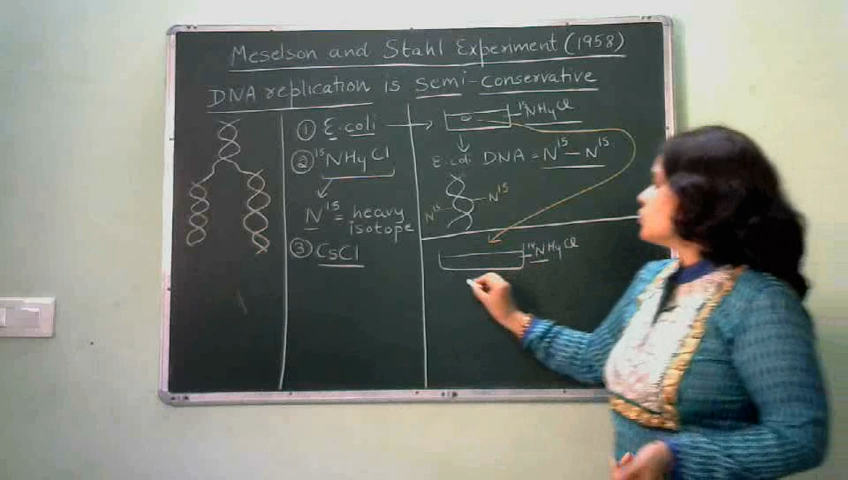 Meselson and Stahl Experiment (1958)
DNA replication is Semi-Conservative
① E.coli
② ¹⁵NH₄Cl
N¹⁵ = heavy
isotope
③ CsCl
¹⁵NH₄Cl
E.coli DNA = N¹⁵ — N¹⁵
N¹⁵
N¹⁵
¹⁴NH₄Cl